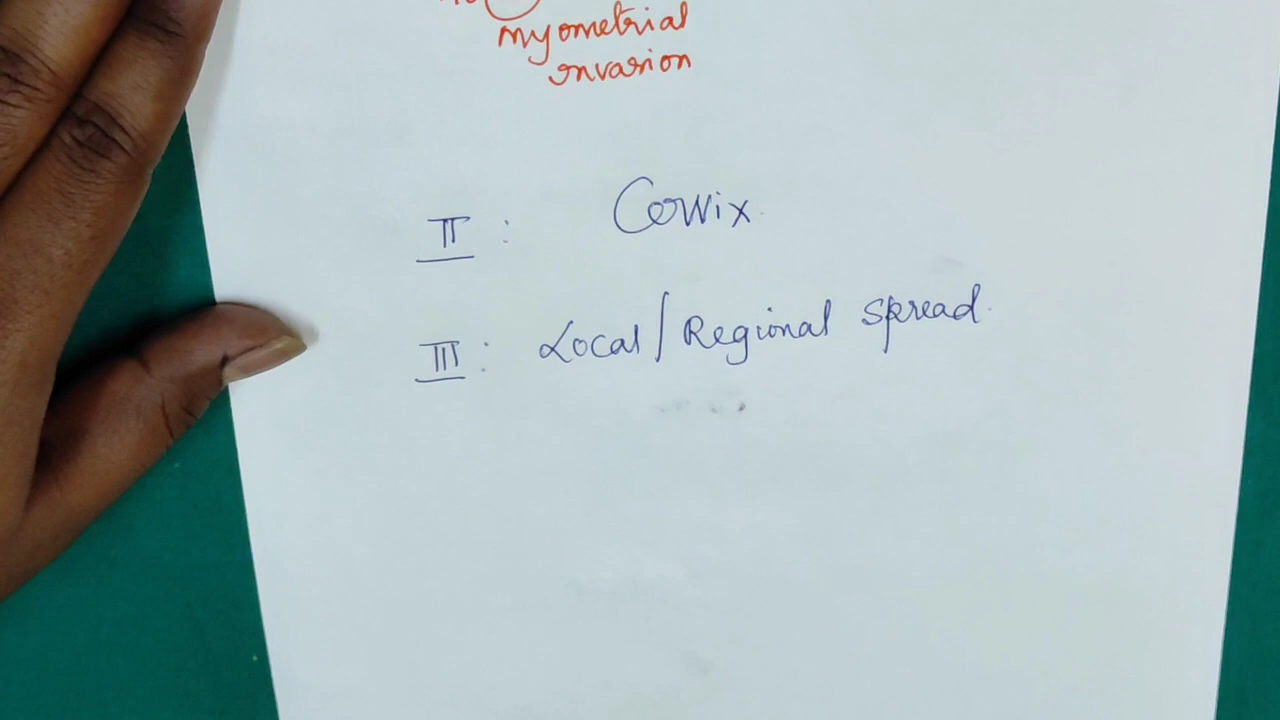 myometrial
invasion
II : Cervix.
III : Local/Regional spread.